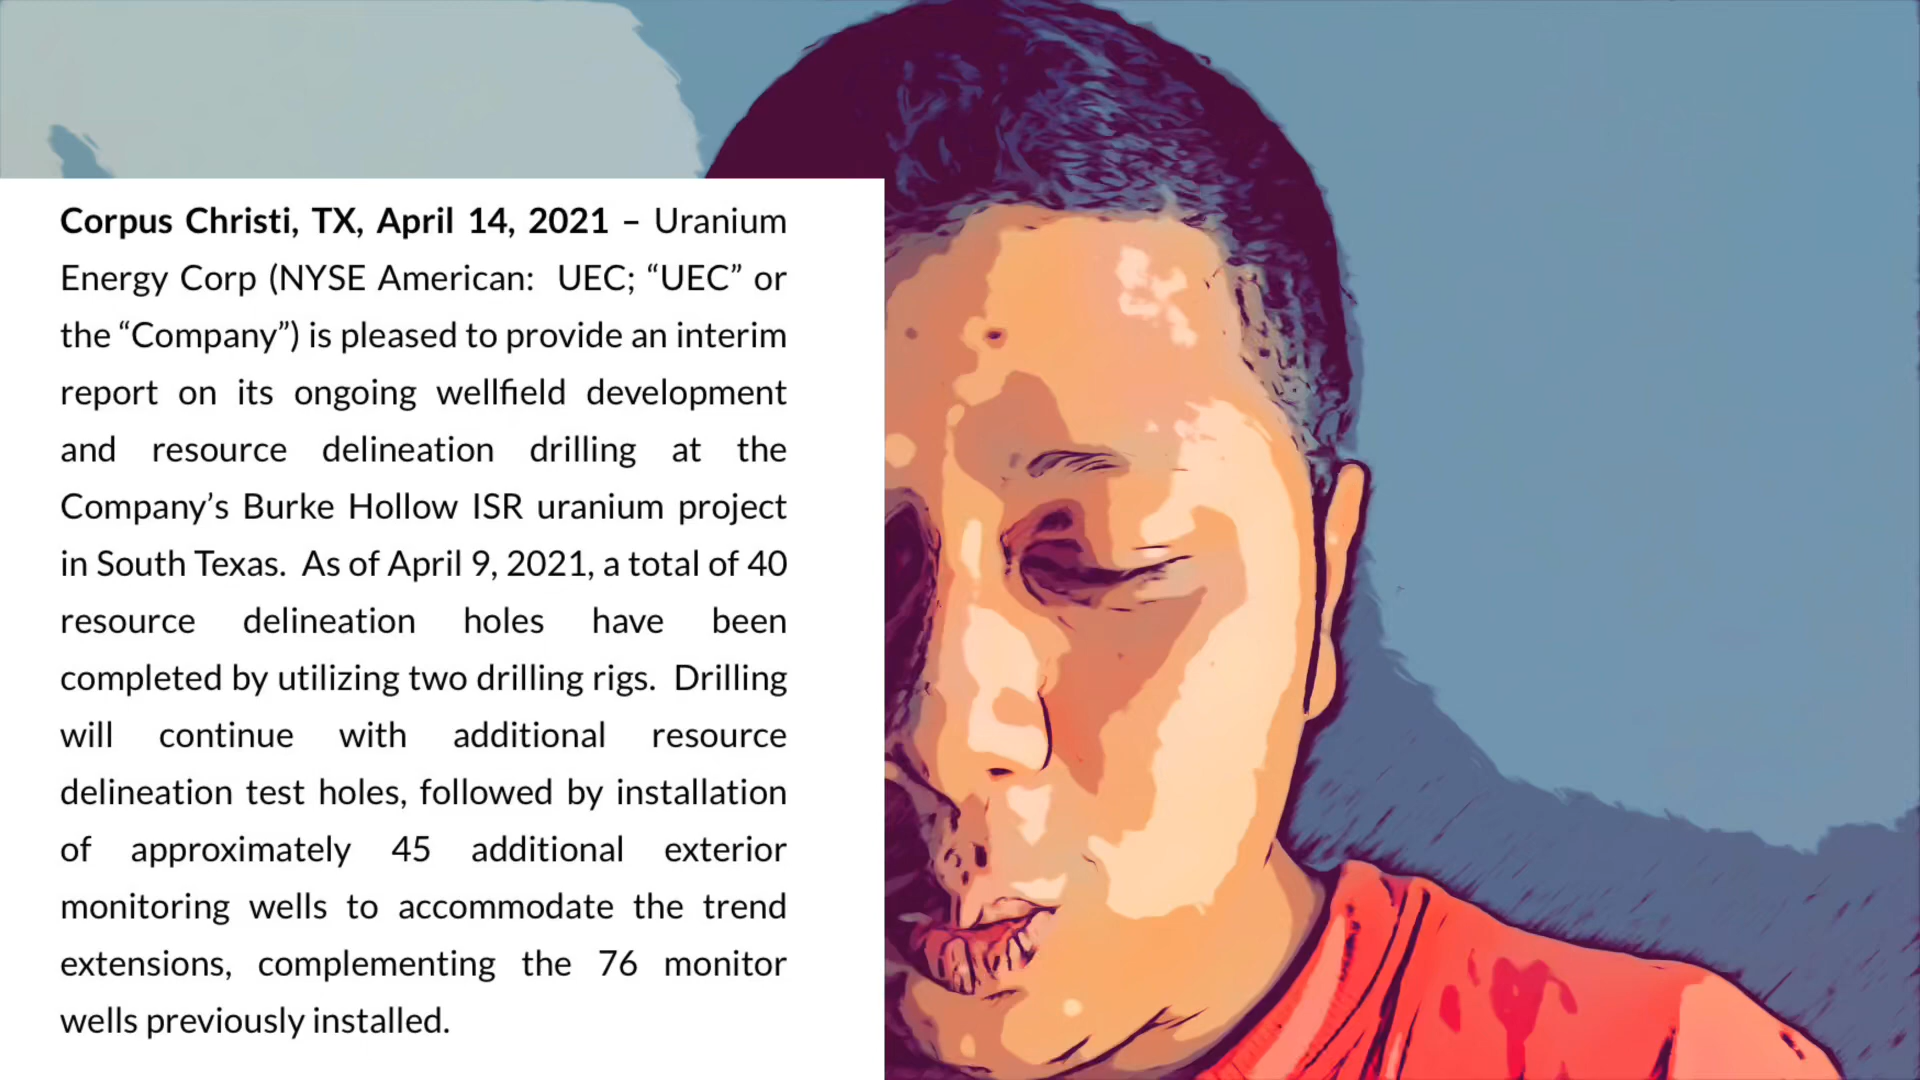 Corpus Christi, TX, April 14, 2021 – Uranium
Energy Corp (NYSE American:  UEC; “UEC” or
the “Company”) is pleased to provide an interim
report on its ongoing wellfield development
and resource delineation drilling at the
Company’s Burke Hollow ISR uranium project
in South Texas.  As of April 9, 2021, a total of 40
resource delineation holes have been
completed by utilizing two drilling rigs.  Drilling
will continue with additional resource
delineation test holes, followed by installation
of approximately 45 additional exterior
monitoring wells to accommodate the trend
extensions, complementing the 76 monitor
wells previously installed.